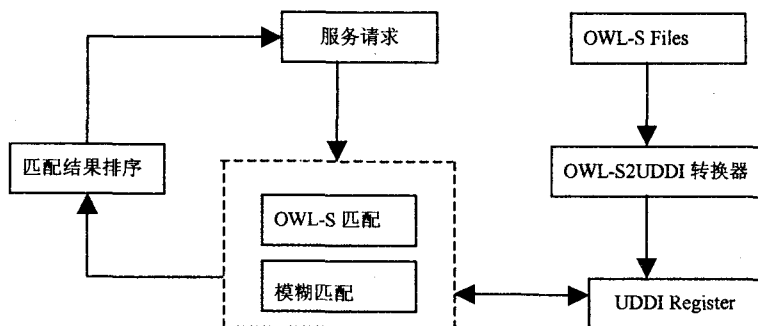 服务请求
OWL-S Files
匹配结果排序
OWL-S2UDDI 转换器
OWL-S 匹配
模糊匹配
UDDI Register